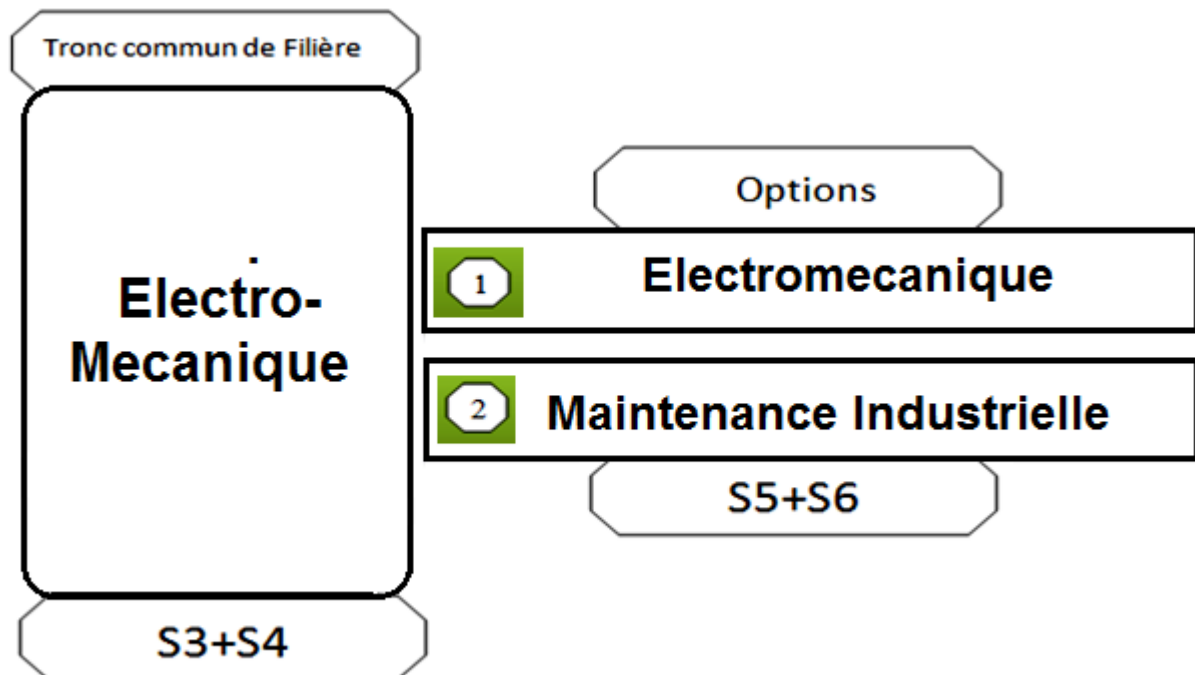 Tronc commun de Filière
Electro-
Mecanique
S3+S4
Options
1 Electromecanique
2 Maintenance Industrielle
S5+S6